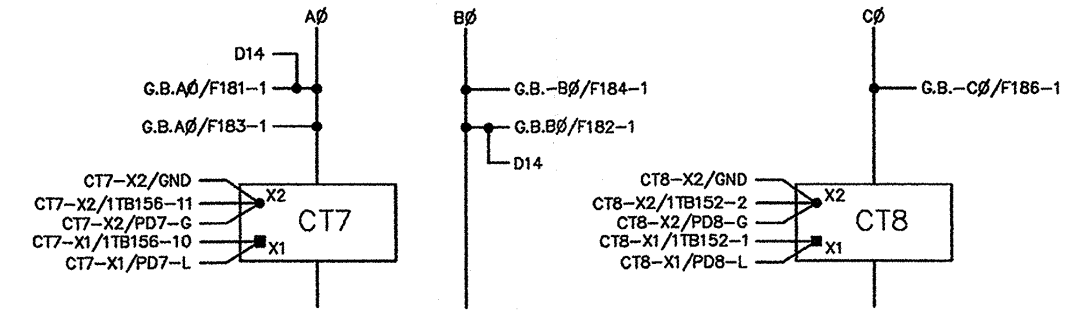 AØ
BØ
CØ
D14
G.B.AØ/F181-1
G.B.-BØ/F184-1
G.B.-CØ/F186-1
G.B.AØ/F183-1
G.B.BØ/F182-1
D14
CT7-X2/GND
CT7-X2/1TB156-11
CT7-X2/PD7-G
CT7-X1/1TB156-10
CT7-X1/PD7-L
X2
X1
CT7
CT8-X2/GND
CT8-X2/1TB152-2
CT8-X2/PD8-G
CT8-X1/1TB152-1
CT8-X1/PD8-L
X2
X1
CT8